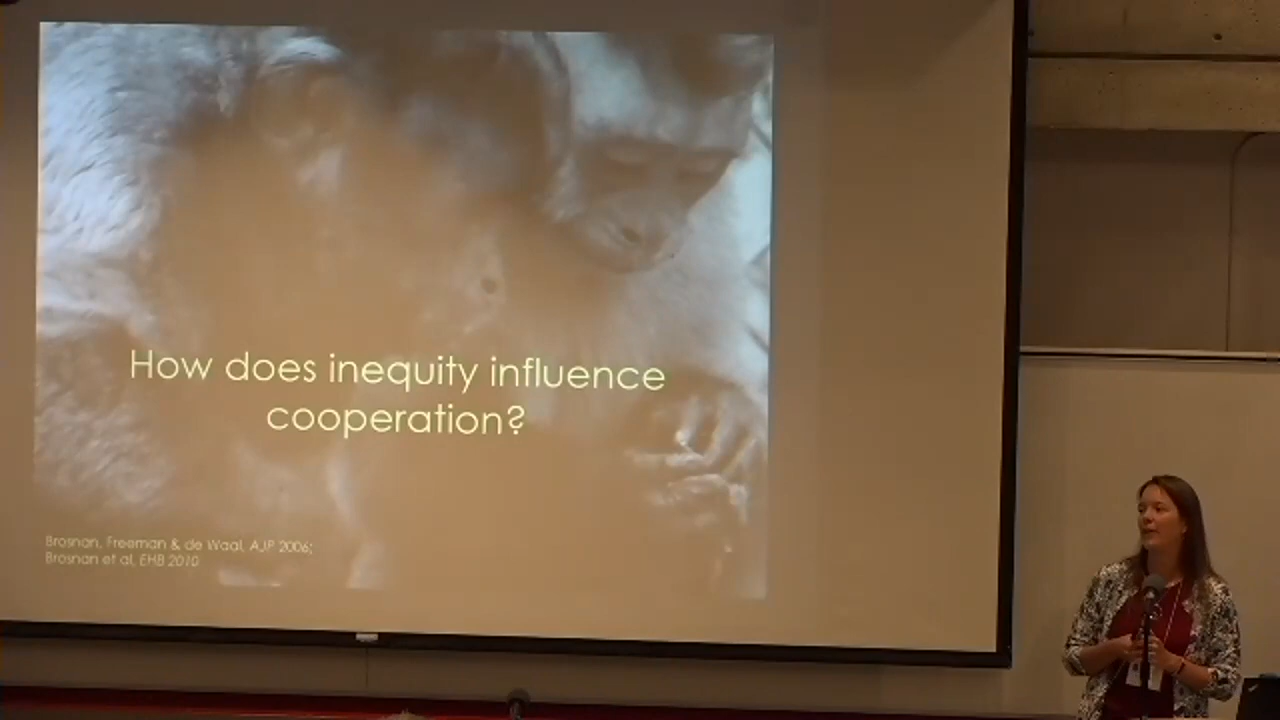 How does inequity influence
cooperation?
Brosnan, Freeman & de Waal, AJP 2006;
Brosnan et al, EHB 2010